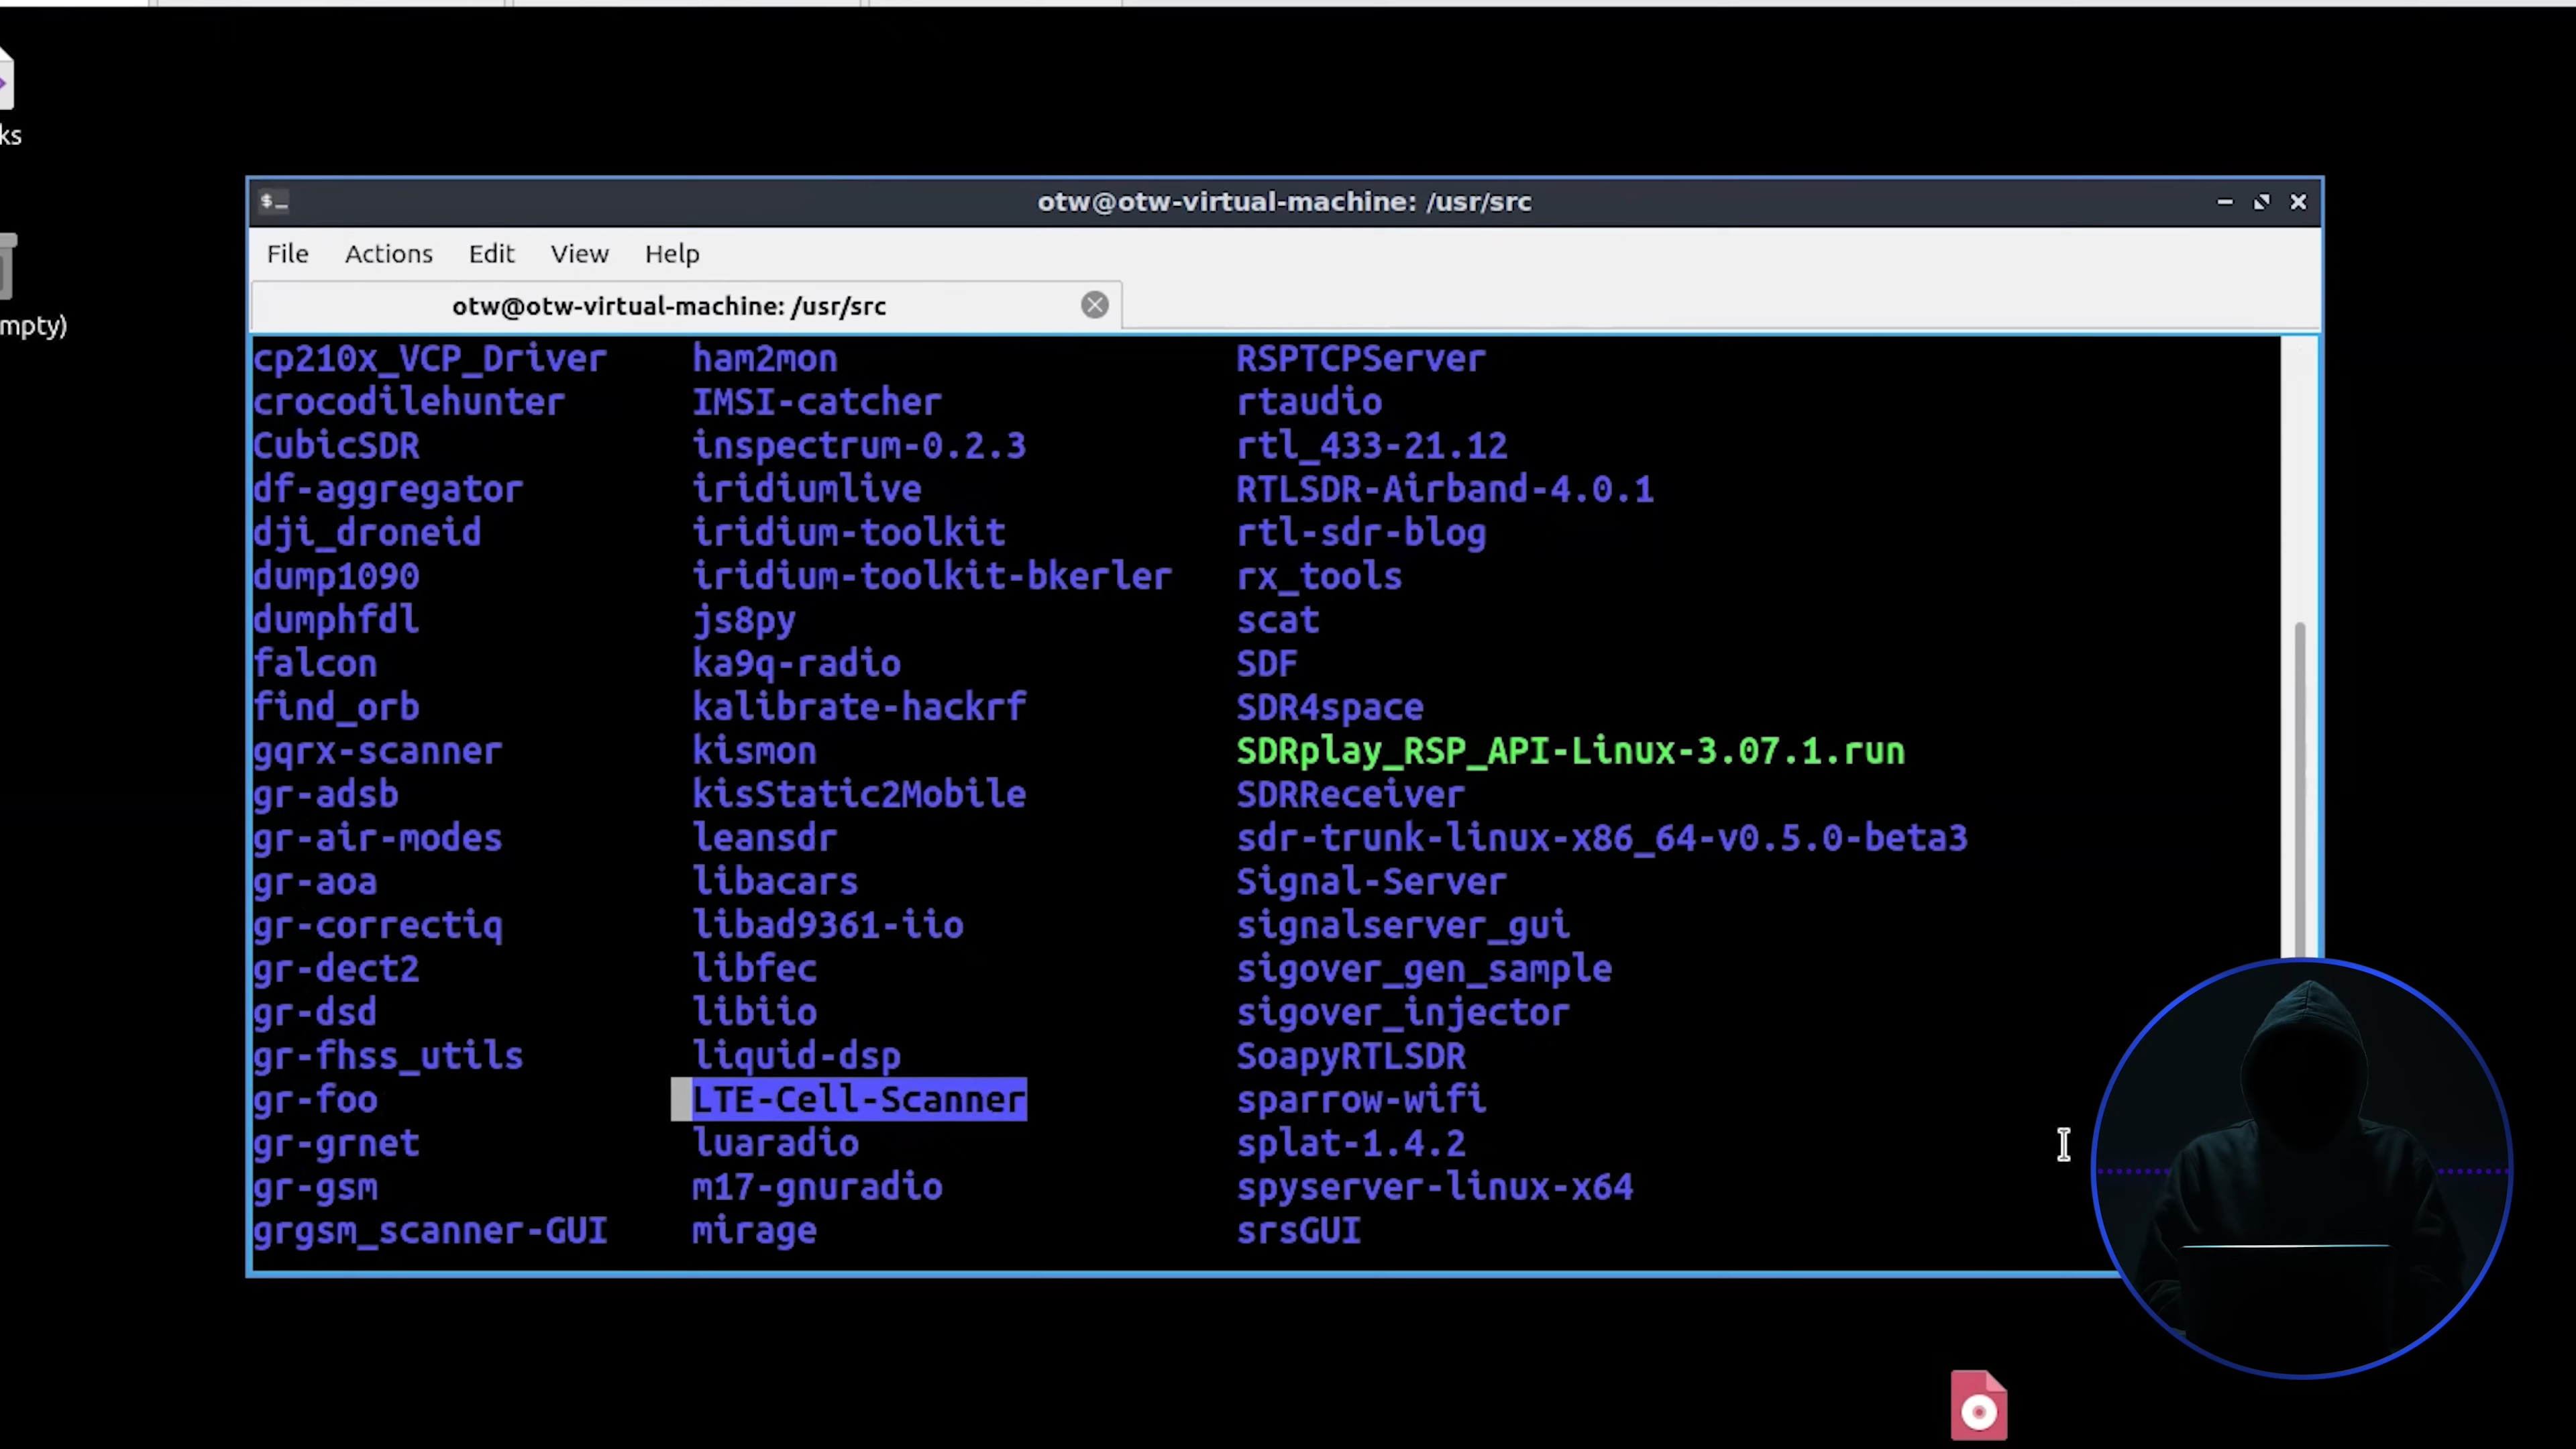 ks
mpty)
otw@otw-virtual-machine: /usr/src
File Actions Edit View Help
otw@otw-virtual-machine: /usr/src
cp210x_VCP_Driver ham2mon RSPTCPServer
crocodilehunter IMSI-catcher rtaudio
CubicSDR inspectrum-0.2.3 rtl_433-21.12
df-aggregator iridiumlive RTLSDR-Airband-4.0.1
dji_droneid iridium-toolkit rtl-sdr-blog
dump1090 iridium-toolkit-bkerler rx_tools
dumphfdl js8py scat
falcon ka9q-radio SDF
find_orb kalibrate-hackrf SDR4space
gqrx-scanner kismon SDRplay_RSP_API-Linux-3.07.1.run
gr-adsb kisStatic2Mobile SDRReceiver
gr-air-modes leansdr sdr-trunk-linux-x86_64-v0.5.0-beta3
gr-aoa libacars Signal-Server
gr-correctiq libad9361-iio signalserver_gui
gr-dect2 libfec sigover_gen_sample
gr-dsd libiio sigover_injector
gr-fhss_utils liquid-dsp SoapyRTLSDR
gr-foo LTE-Cell-Scanner sparrow-wifi
gr-grnet luaradio splat-1.4.2
gr-gsm m17-gnuradio spyserver-linux-x64
grgsm_scanner-GUI mirage srsGUI